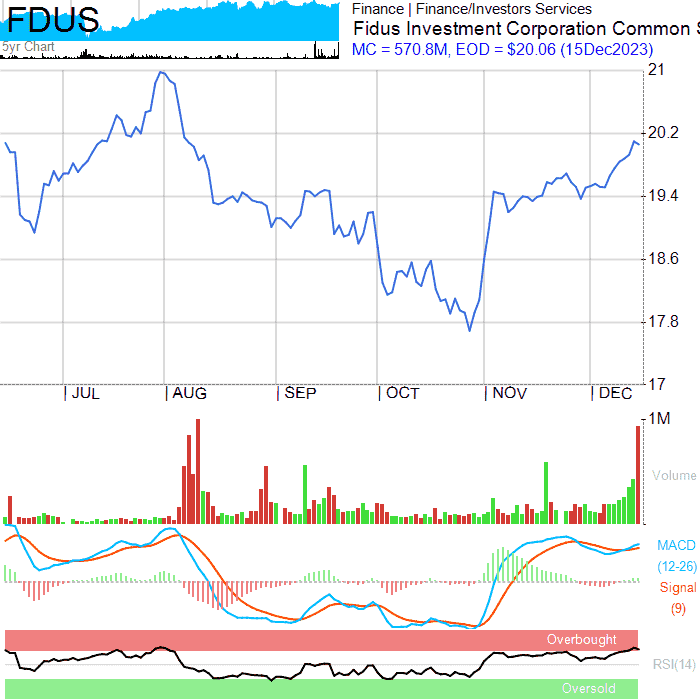 FDUS
5yr Chart
Finance | Finance/Investors Services
Fidus Investment Corporation Common S
MC = 570.8M, EOD = $20.06 (15Dec2023)
21
20.2
19.4
18.6
17.8
17
JUL AUG SEP OCT NOV DEC
1M
Volume
MACD
(12-26)
Signal
(9)
Overbought
RSI(14)
Oversold